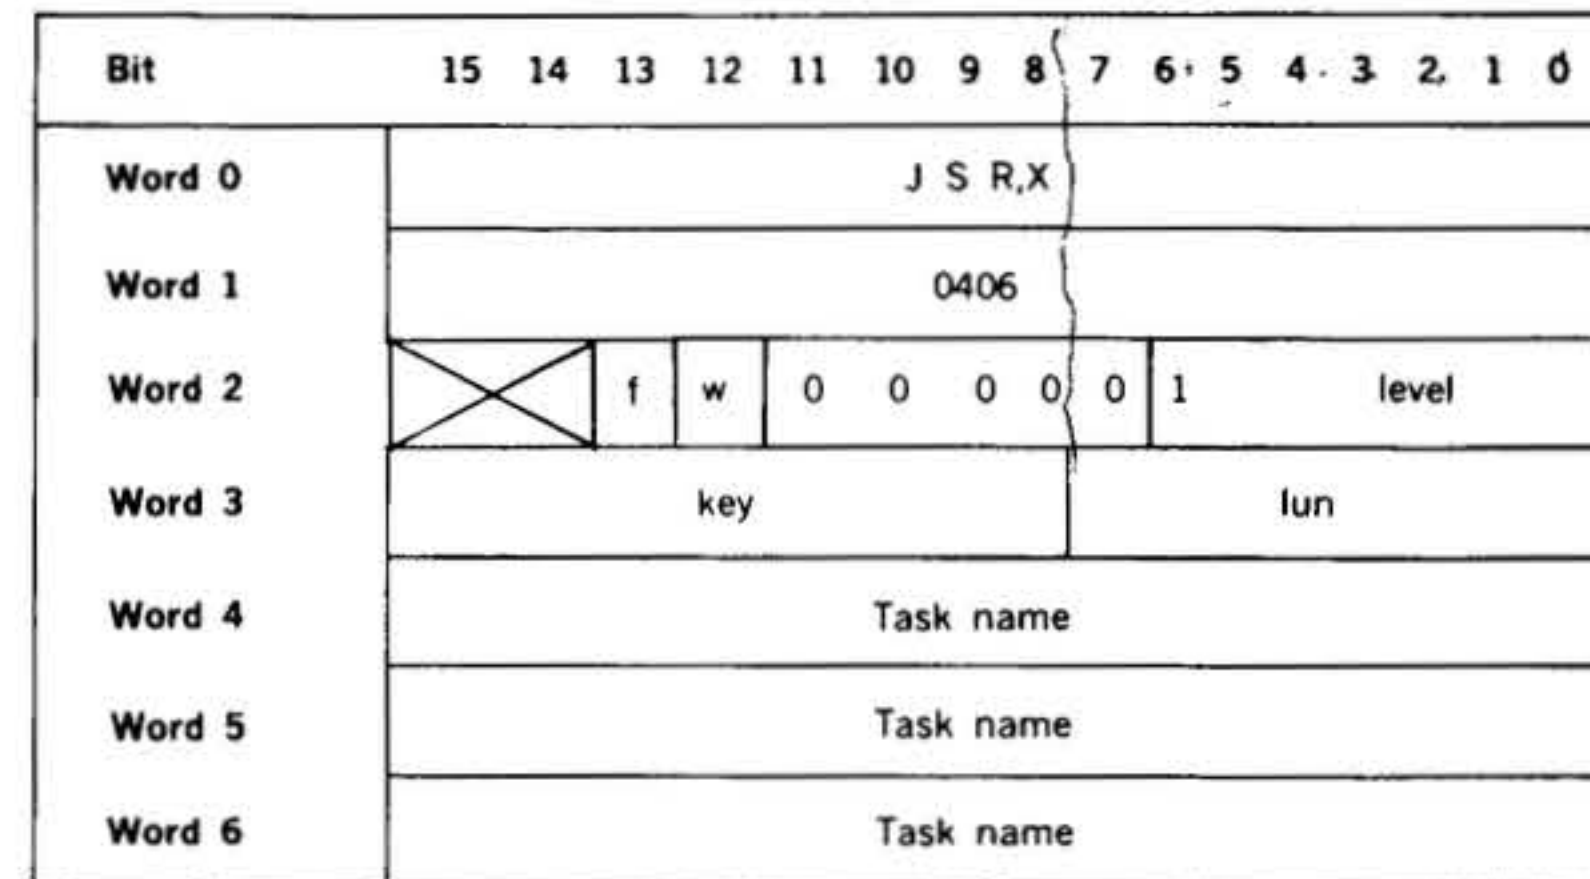 Bit 15 14 13 12 11 10 9 8 7 6 5 4 3 2 1 0
Word 0 J S R,X
Word 1 0406
Word 2 f w 0 0 0 0 0 1 level
Word 3 key lun
Word 4 Task name
Word 5 Task name
Word 6 Task name